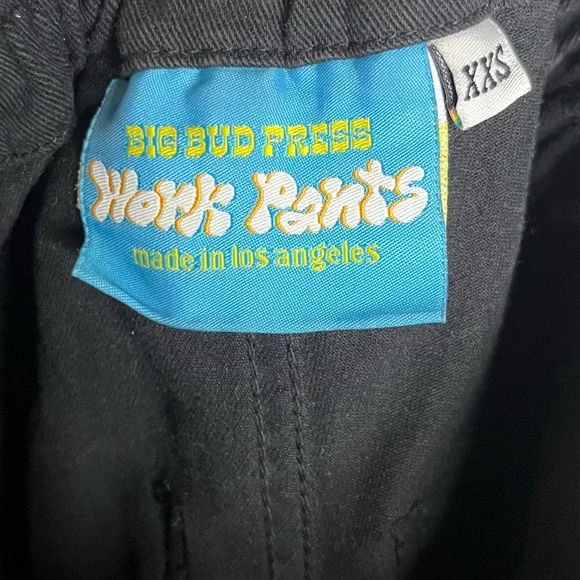 BIG BUD PRESS
Work Pants
made in los angeles
XXS